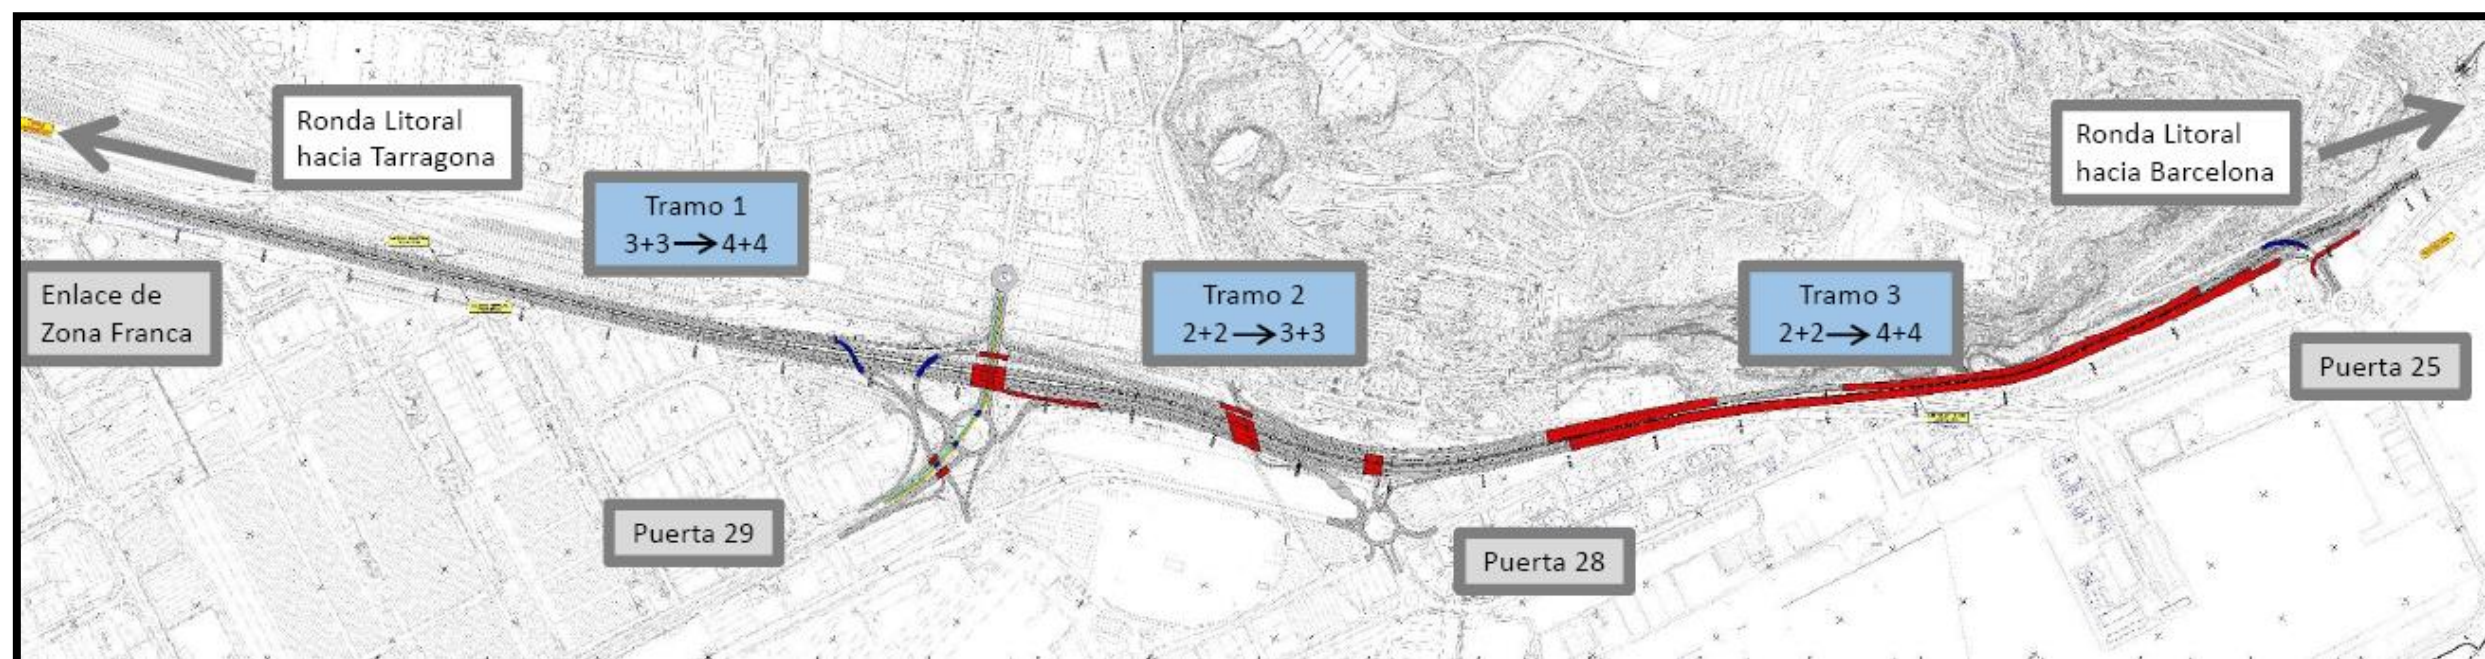 Ronda Litoral
hacia Tarragona
Ronda Litoral
hacia Barcelona
Tramo 1
3+3→4+4
Enlace de
Zona Franca
Tramo 2
2+2→3+3
Tramo 3
2+2→4+4
Puerta 25
Puerta 29
Puerta 28